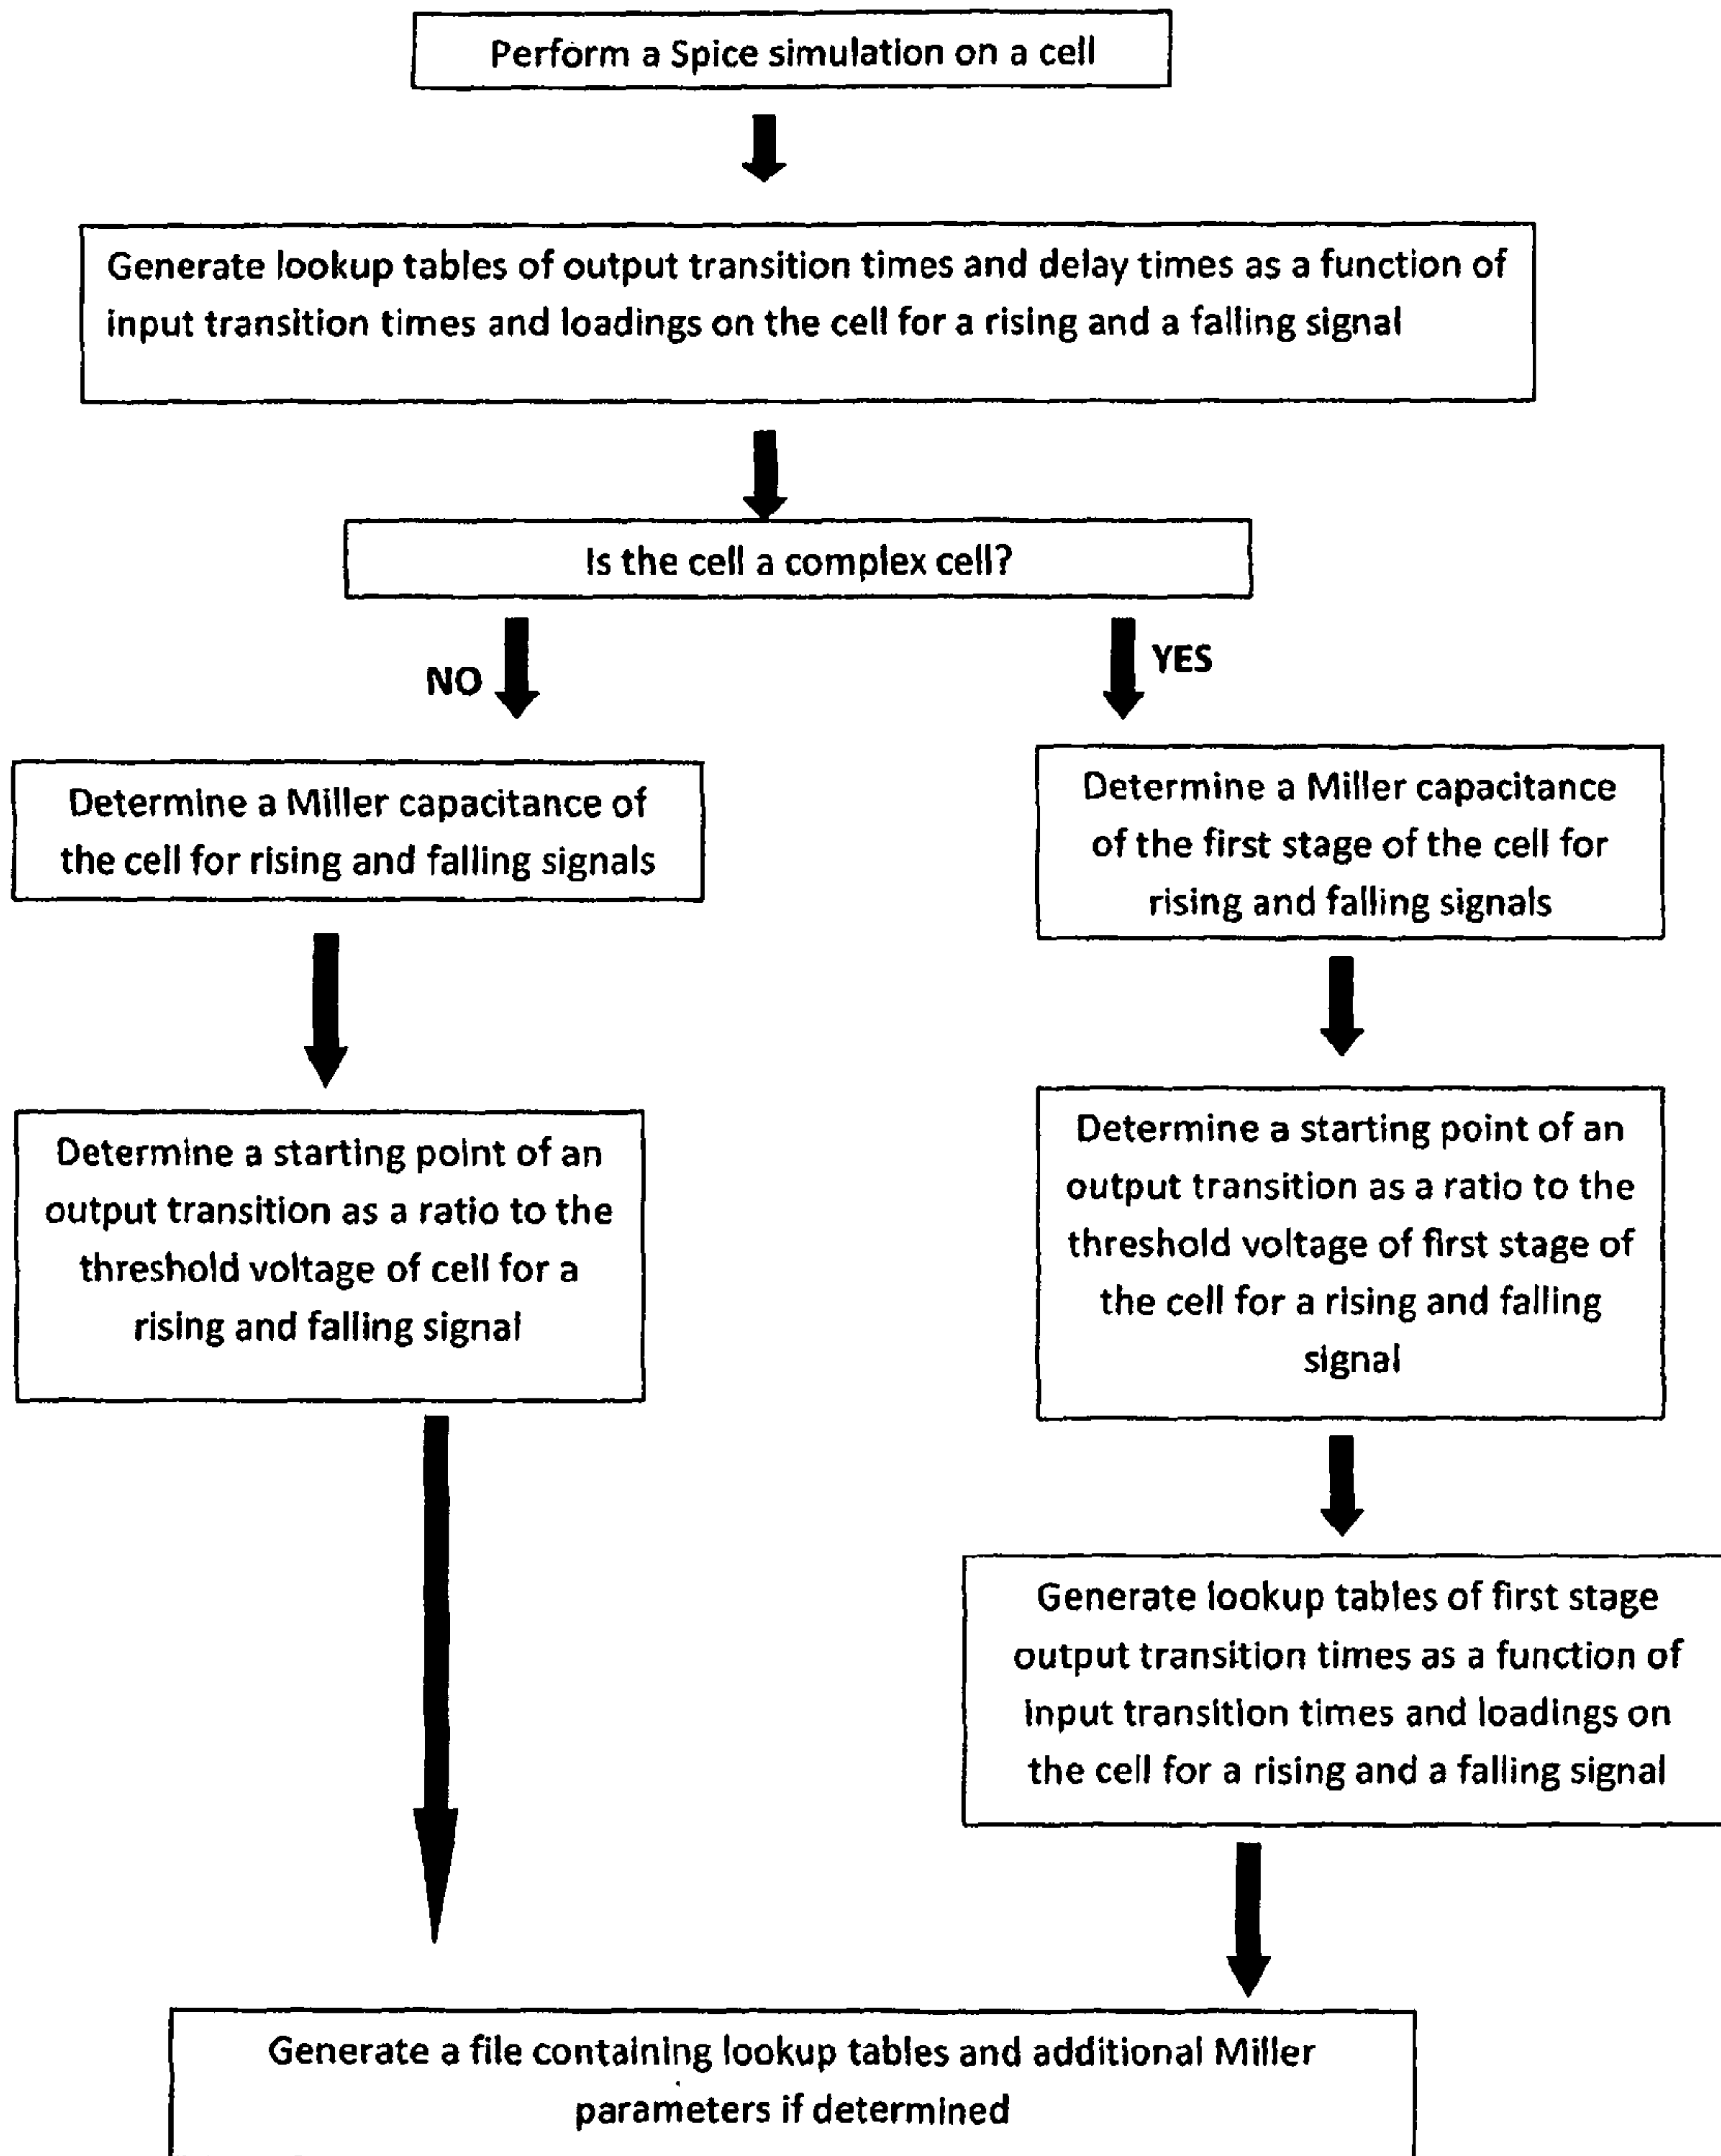 Perform a Spice simulation on a cell
Generate lookup tables of output transition times and delay times as a function of
input transition times and loadings on the cell for a rising and a falling signal
Is the cell a complex cell?
NO
YES
Determine a Miller capacitance of
the cell for rising and falling signals
Determine a starting point of an
output transition as a ratio to the
threshold voltage of cell for a
rising and falling signal
Determine a Miller capacitance
of the first stage of the cell for
rising and falling signals
Determine a starting point of an
output transition as a ratio to the
threshold voltage of first stage of
the cell for a rising and falling
signal
Generate lookup tables of first stage
output transition times as a function of
input transition times and loadings on
the cell for a rising and a falling signal
Generate a file containing lookup tables and additional Miller
parameters if determined